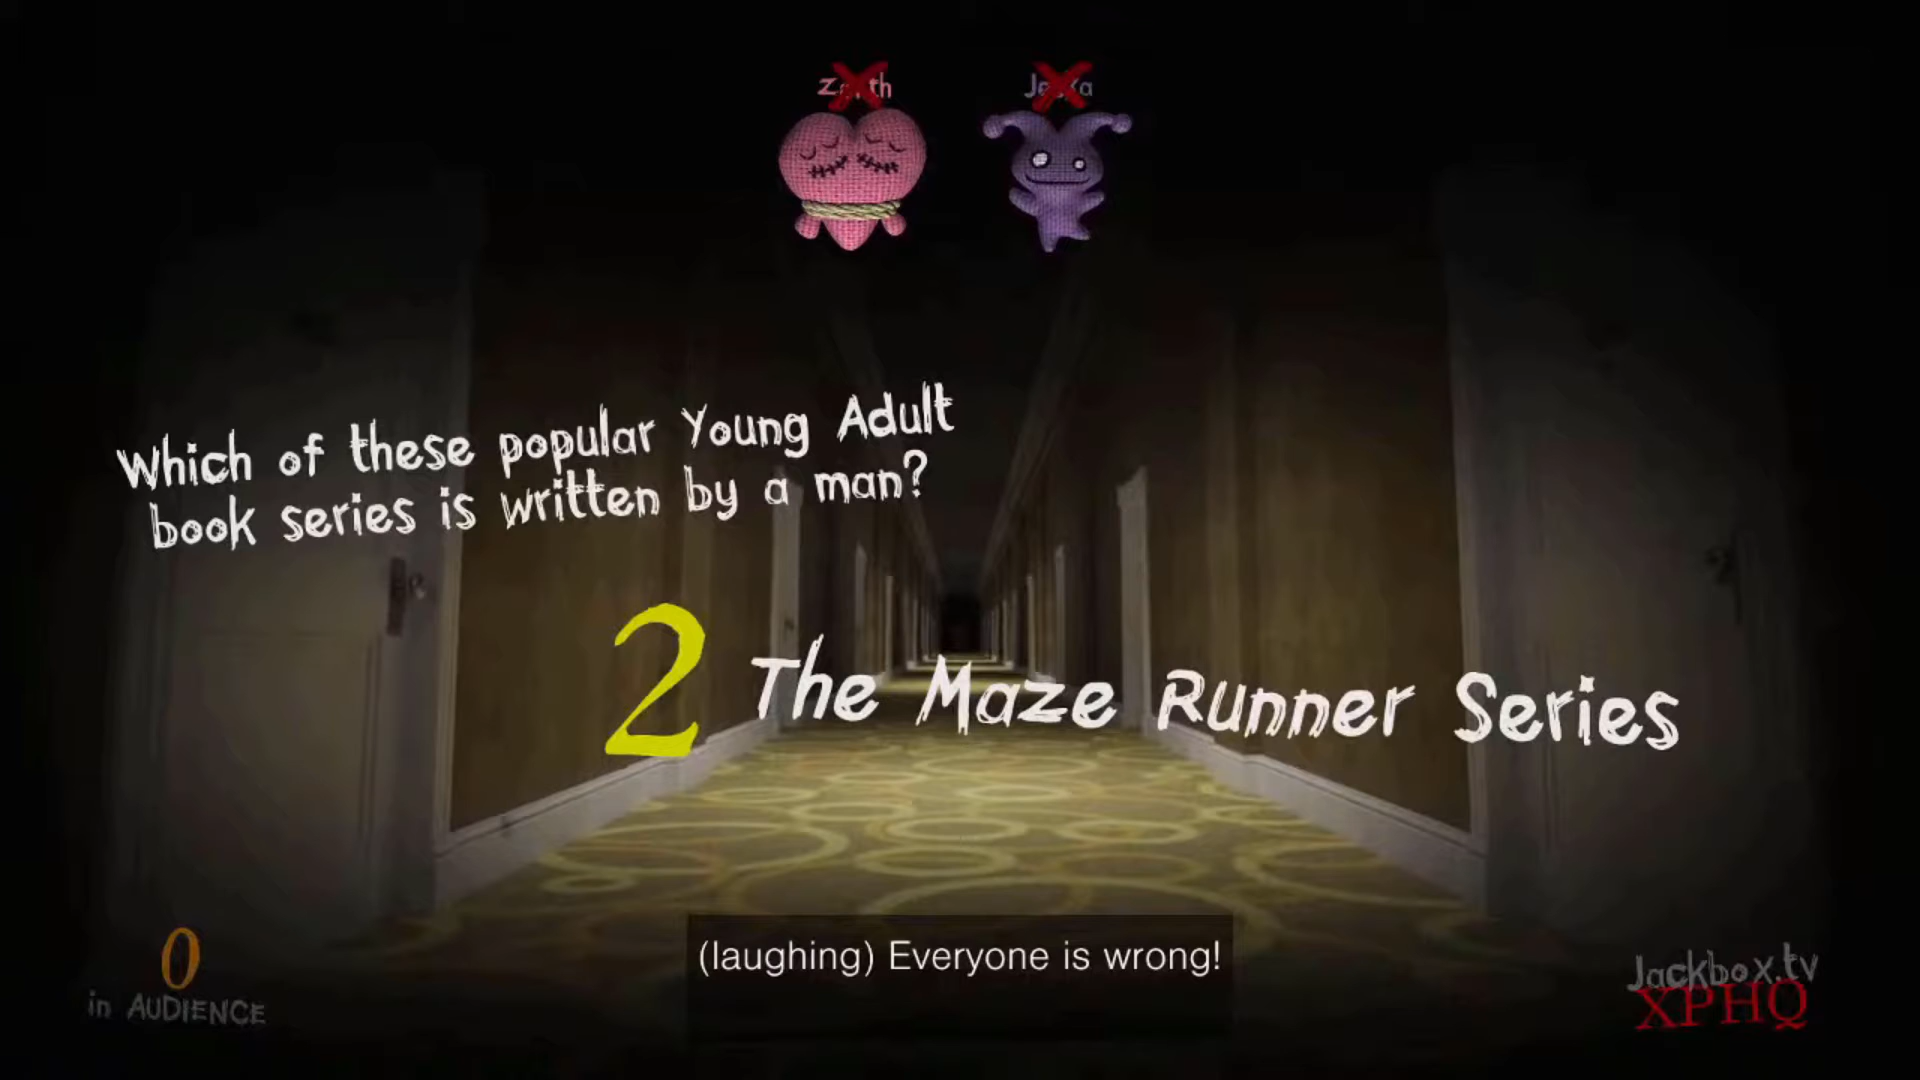 Which of these popular Young Adult
book series is written by a man?
2 The Maze Runner Series
(laughing) Everyone is wrong!
0
in AUDIENCE
Jackbox.tv
XPHQ